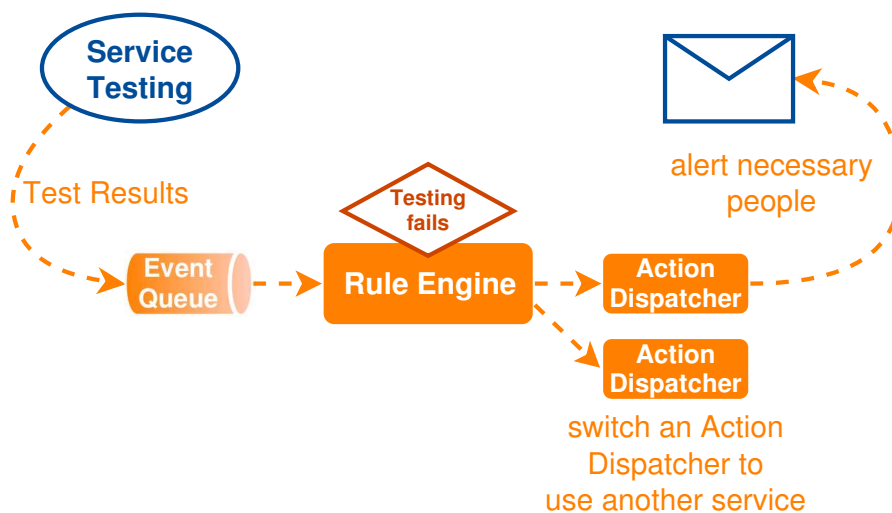 Service
Testing
Test Results
Testing
fails
alert necessary
people
Event
Queue
Rule Engine
Action
Dispatcher
Action
Dispatcher
switch an Action
Dispatcher to
use another service